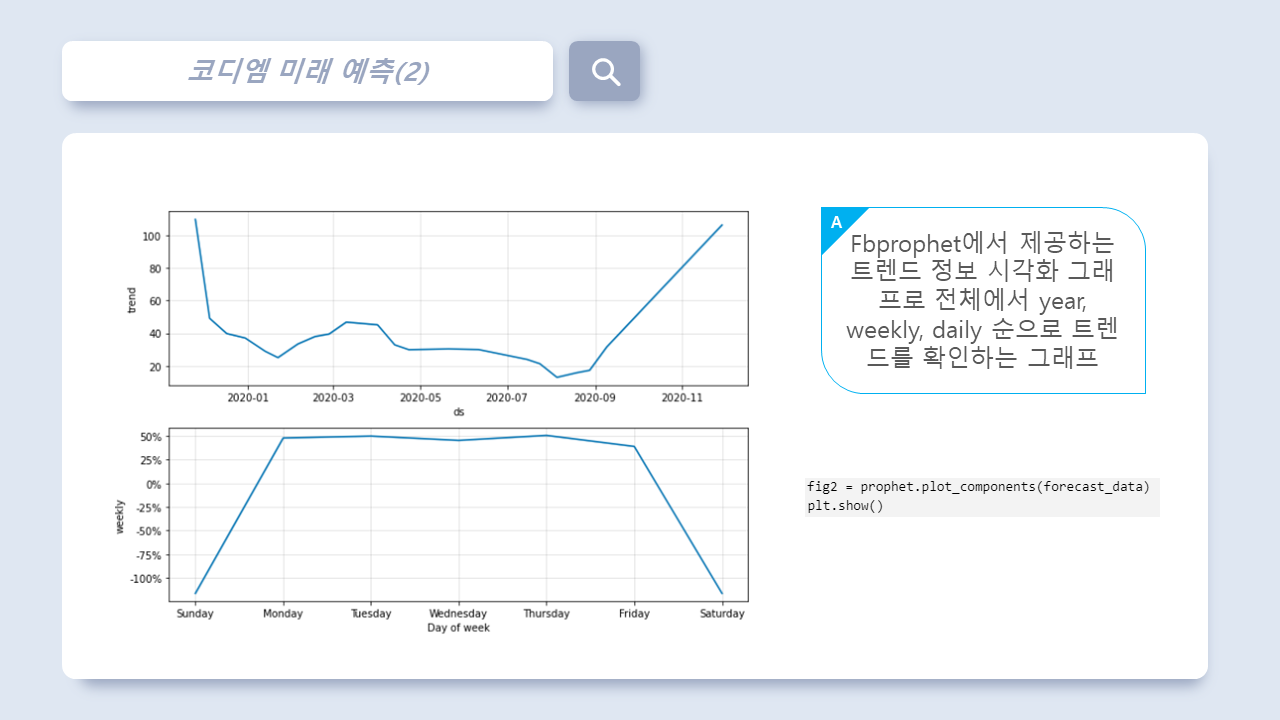 코디엠 미래 예측(2)
100
80
60
40
20
trend
2020-01 2020-03 2020-05 2020-07 2020-09 2020-11
ds
50%
25%
0%
-25%
-50%
-75%
-100%
weekly
Sunday Monday Tuesday Wednesday Thursday Friday Saturday
Day of week
A
Fbprophet에서 제공하는
트렌드 정보 시각화 그래
프로 전체에서 year,
weekly, daily 순으로 트렌
드를 확인하는 그래프
fig2 = prophet.plot_components(forecast_data)
plt.show()